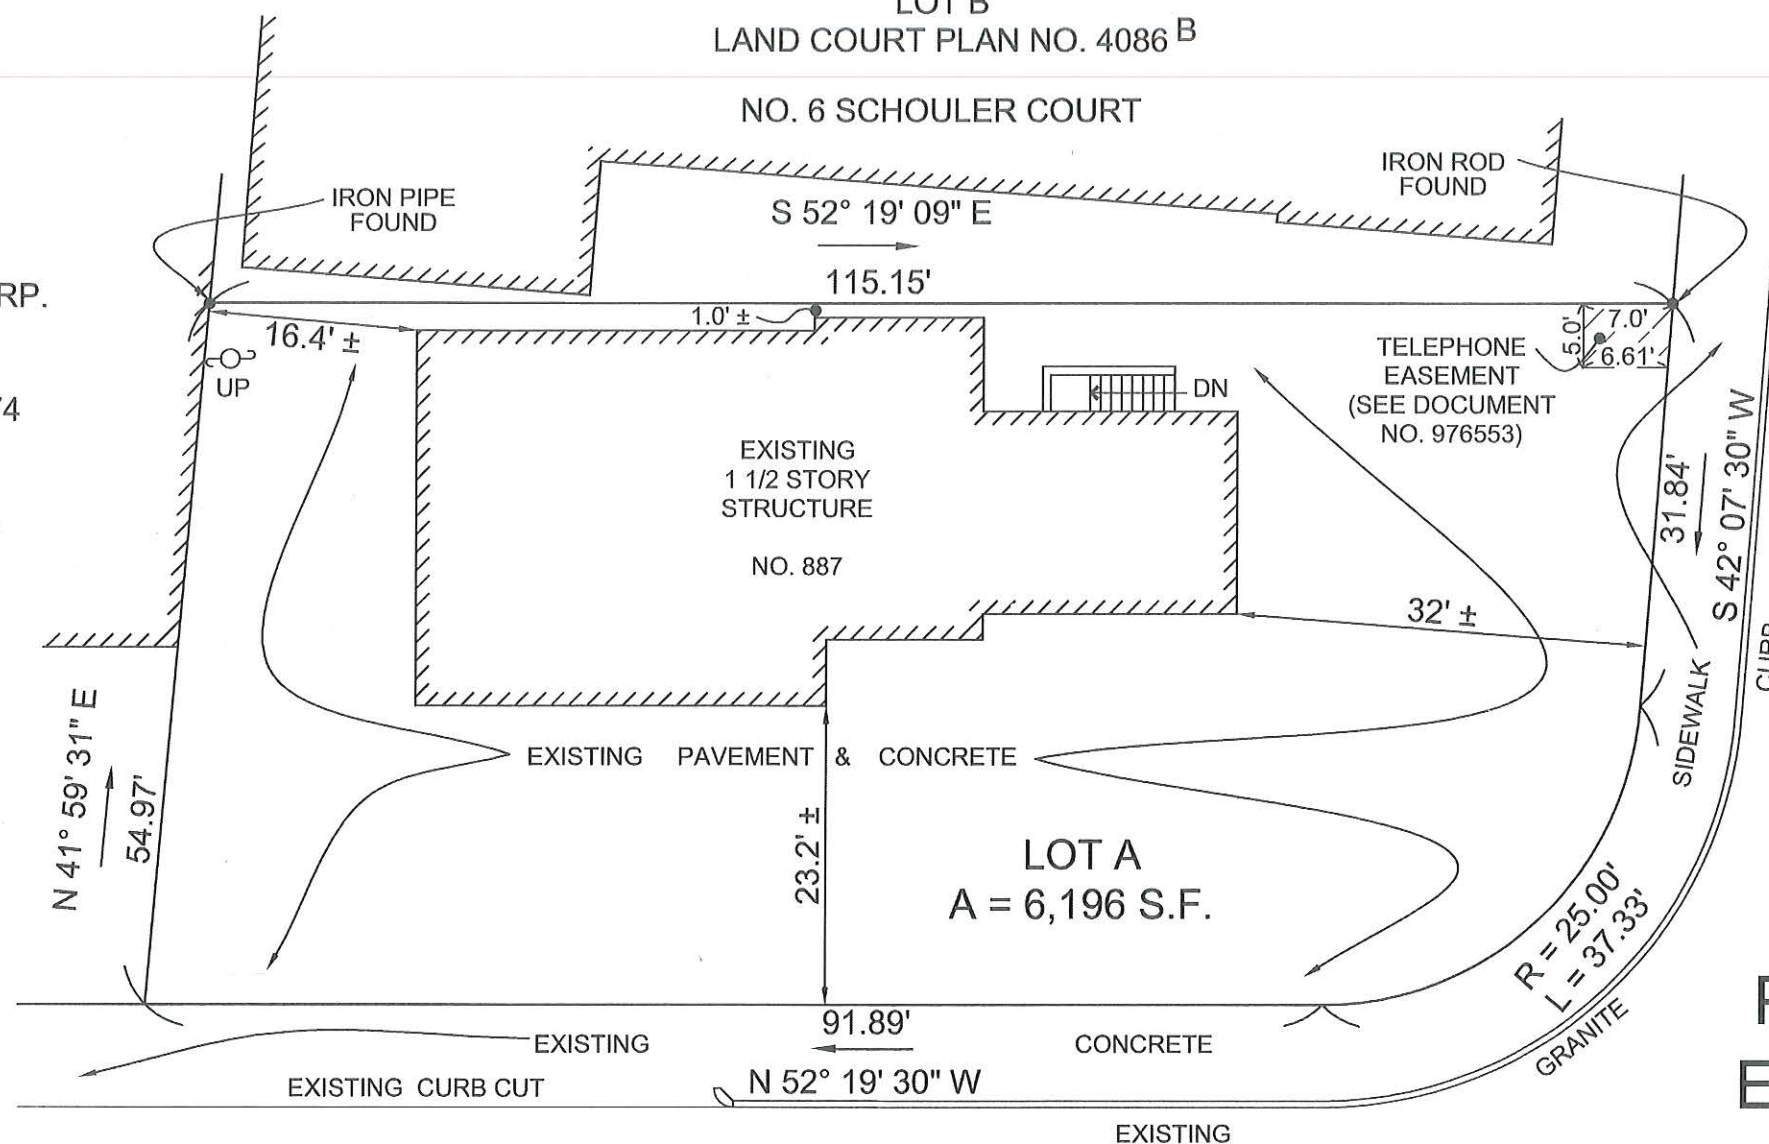 LOT B
LAND COURT PLAN NO. 4086 B
NO. 6 SCHOULER COURT
IRON ROD
FOUND
IRON PIPE
FOUND
S 52° 19' 09" E
115.15'
RP.
1.0' ±
16.4' ±
UP
5.0'
7.0'
6.61'
TELEPHONE
EASEMENT
(SEE DOCUMENT
NO. 976553)
DN
EXISTING
1 1/2 STORY
STRUCTURE
NO. 887
31.84'
S 42° 07' 30" W
32' ±
CURB
SIDEWALK
N 41° 59' 31" E
54.97'
EXISTING PAVEMENT & CONCRETE
23.2' ±
LOT A
A = 6,196 S.F.
R = 25.00'
L = 37.33'
GRANITE
91.89'
EXISTING CONCRETE
N 52° 19' 30" W
EXISTING CURB CUT
EXISTING